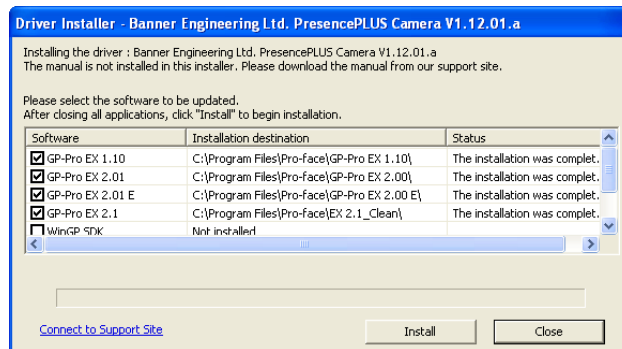 Driver Installer - Banner Engineering Ltd. PresencePLUS Camera V1.12.01.a
Installing the driver : Banner Engineering Ltd. PresencePLUS Camera V1.12.01.a
The manual is not installed in this installer. Please download the manual from our support site.
Please select the software to be updated.
After closing all applications, click "Install" to begin installation.
Software Installation destination Status
GP-Pro EX 1.10 C:\Program Files\Pro-face\GP-Pro EX 1.10\ The installation was complet.
GP-Pro EX 2.01 C:\Program Files\Pro-face\GP-Pro EX 2.00\ The installation was complet.
GP-Pro EX 2.01 E C:\Program Files\Pro-face\GP-Pro EX 2.00 E\ The installation was complet.
GP-Pro EX 2.1 C:\Program Files\Pro-face\EX 2.1_Clean\ The installation was complet.
WinGP SDK Not installed
Connect to Support Site Install Close